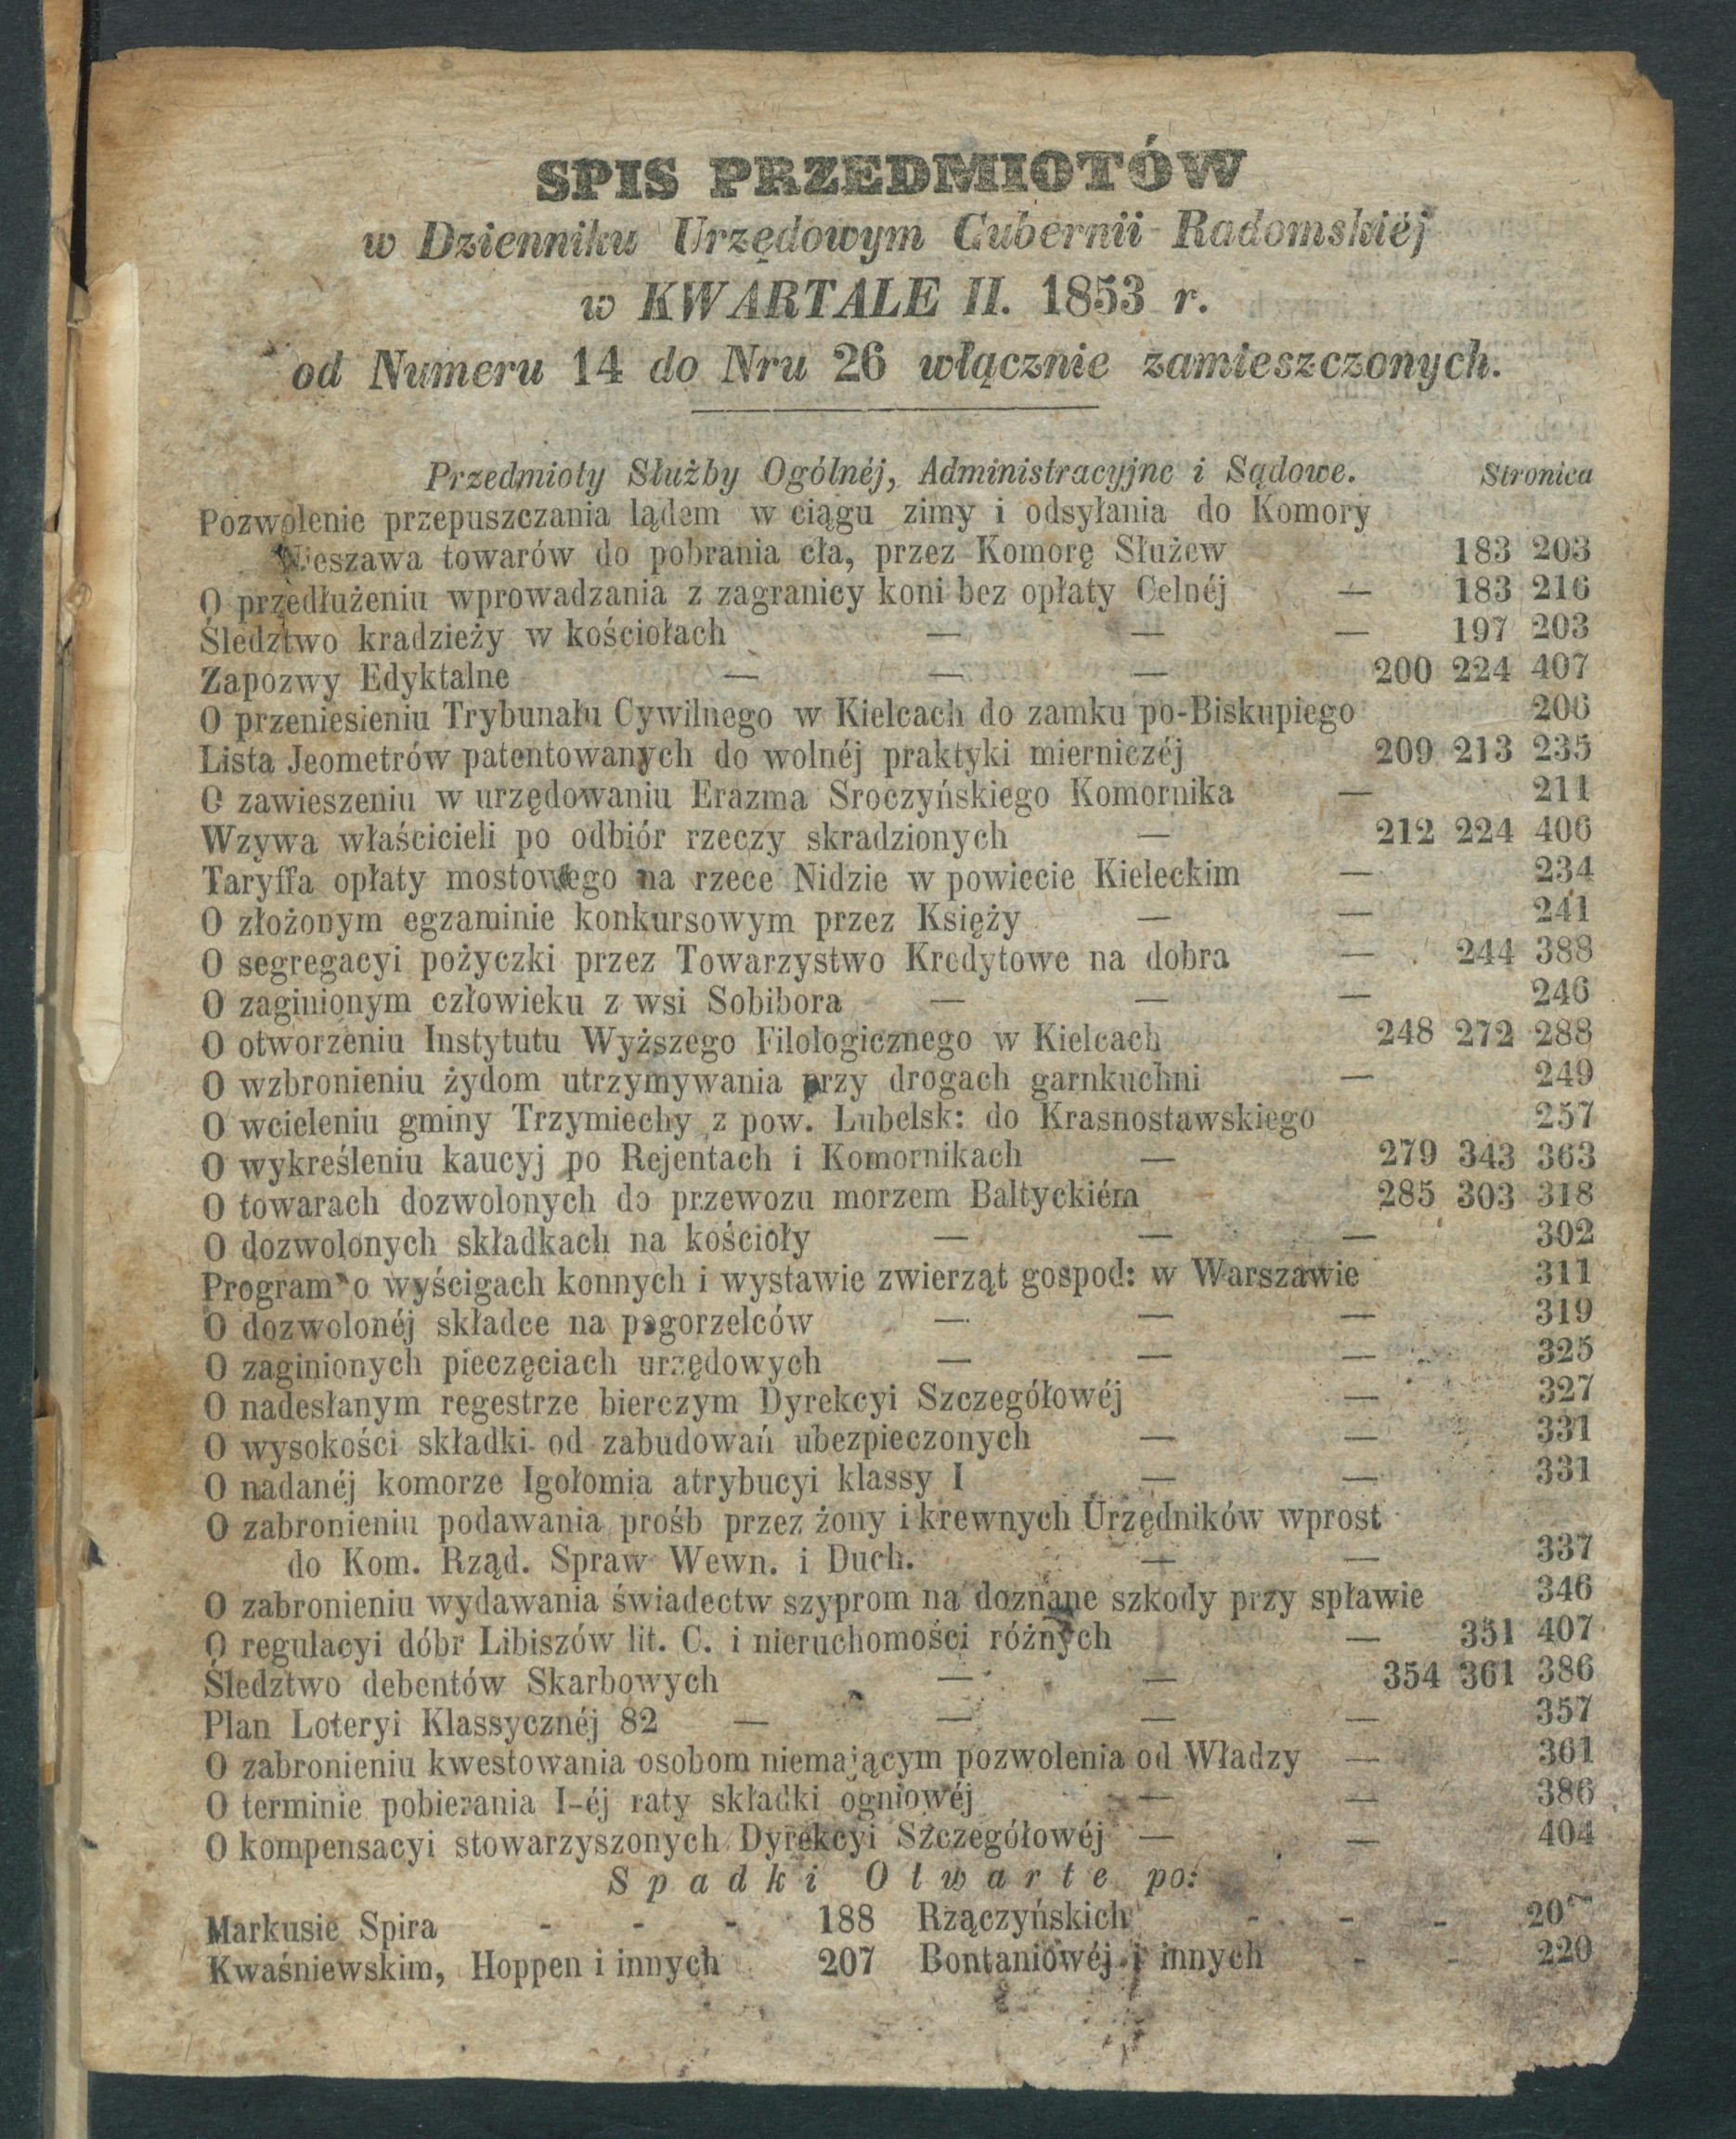 SPIS PRZEDMIOTÓW
w Dzienniku Urzędowym Gubernii Radomskiéj
w KWARTALE II. 1853 r.
od Numeru 14 do Nru 26 włącznie zamieszczonych.
Przedmioty Służby Ogólnéj, Administracyjne i Sądowe. Stronica
Pozwolenie przepuszczania lądem w ciągu zimy i odsyłania do Komory
Nieszawa towarów do pobrania cła, przez Komorę Służew 183 203
O przedłużeniu wprowadzania z zagranicy koni bez opłaty Celnéj — 183 216
Śledztwo kradzieży w kościołach — — — 197 203
Zapozwy Edyktalne — — — 200 224 407
O przeniesieniu Trybunału Cywilnego w Kielcach do zamku po-Biskupiego 206
Lista Jeometrów patentowanych do wolnéj praktyki mierniczéj 209 213 235
O zawieszeniu w urzędowaniu Erazma Sroczyńskiego Komornika — 211
Wzywa właścicieli po odbiór rzeczy skradzionych — 212 224 406
Taryffa opłaty mostowego na rzece Nidzie w powiecie Kieleckim — 234
O złożonym egzaminie konkursowym przez Księży — — 241
O segregacyi pożyczki przez Towarzystwo Kredytowe na dobra — 244 388
O zaginionym człowieku z wsi Sobibora — — — 246
O otworzeniu Instytutu Wyższego Filologicznego w Kielcach 248 272 288
O wzbronieniu żydom utrzymywania przy drogach garnkuchni — 249
O wcieleniu gminy Trzymiechy z pow. Lubelsk: do Krasnostawskiego 257
O wykreśleniu kaucyj po Rejentach i Komornikach — 279 343 363
O towarach dozwolonych do przewozu morzem Baltyckiém 285 303 318
O dozwolonych składkach na kościoły — — — 302
Program o wyścigach konnych i wystawie zwierząt gospod: w Warszawie 311
O dozwolonéj składce na pogorzelców — — — 319
O zaginionych pieczęciach urzędowych — — — 325
O nadesłanym regestrze bierczym Dyrekcyi Szczegółowéj — 327
O wysokości składki od zabudowań ubezpieczonych — — 331
O nadanéj komorze Igołomia atrybucyi klassy I — — 331
O zabronieniu podawania prośb przez żony i krewnych Urzędników wprost
do Kom. Rząd. Spraw Wewn. i Duch. — — 337
O zabronieniu wydawania świadectw szyprom na doznane szkody przy spławie 346
O regulacyi dóbr Libiszów lit. C. i nieruchomości różnych — 351 407
Śledztwo debentów Skarbowych — — 354 361 386
Plan Loteryi Klassycznéj 82 — — — — 357
O zabronieniu kwestowania osobom niemającym pozwolenia od Władzy — 361
O terminie pobierania I-éj raty składki ogniowéj — — 386
O kompensacyi stowarzyszonych Dyrekcyi Szczegółowéj — — 404
Spadki Otwarte po:
Markusie Spira - - - 188 Rzączyńskich - - -
Kwaśniewskim, Hoppen i innych 207 Bontaniowéj i innych - - 220